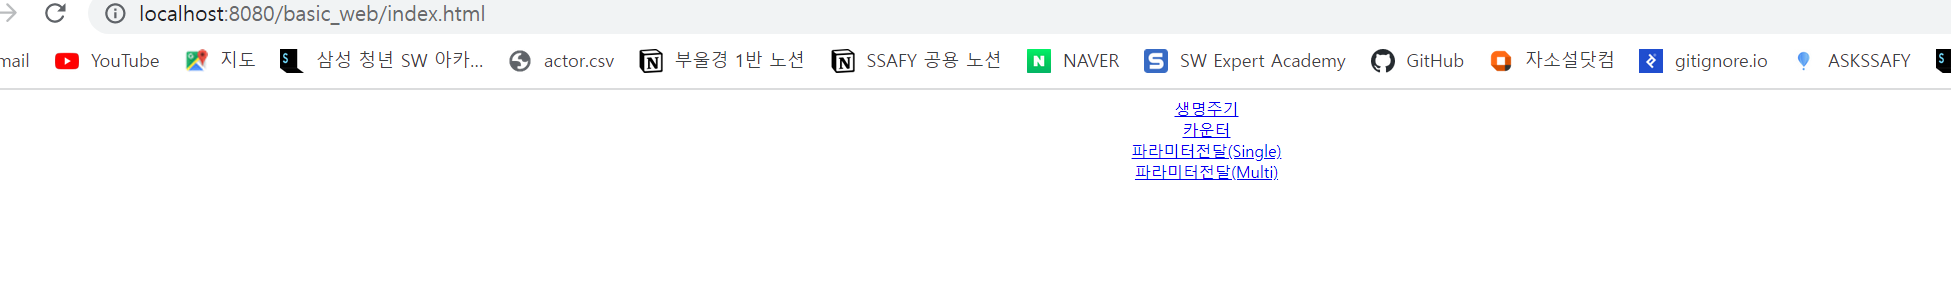 localhost:8080/basic_web/index.html
mail YouTube 지도 삼성 청년 SW 아카... actor.csv 부울경 1반 노션 SSAFY 공용 노션 NAVER SW Expert Academy GitHub 자소설닷컴 gitignore.io ASKSSAFY
생명주기
카운터
파라미터전달(Single)
파라미터전달(Multi)